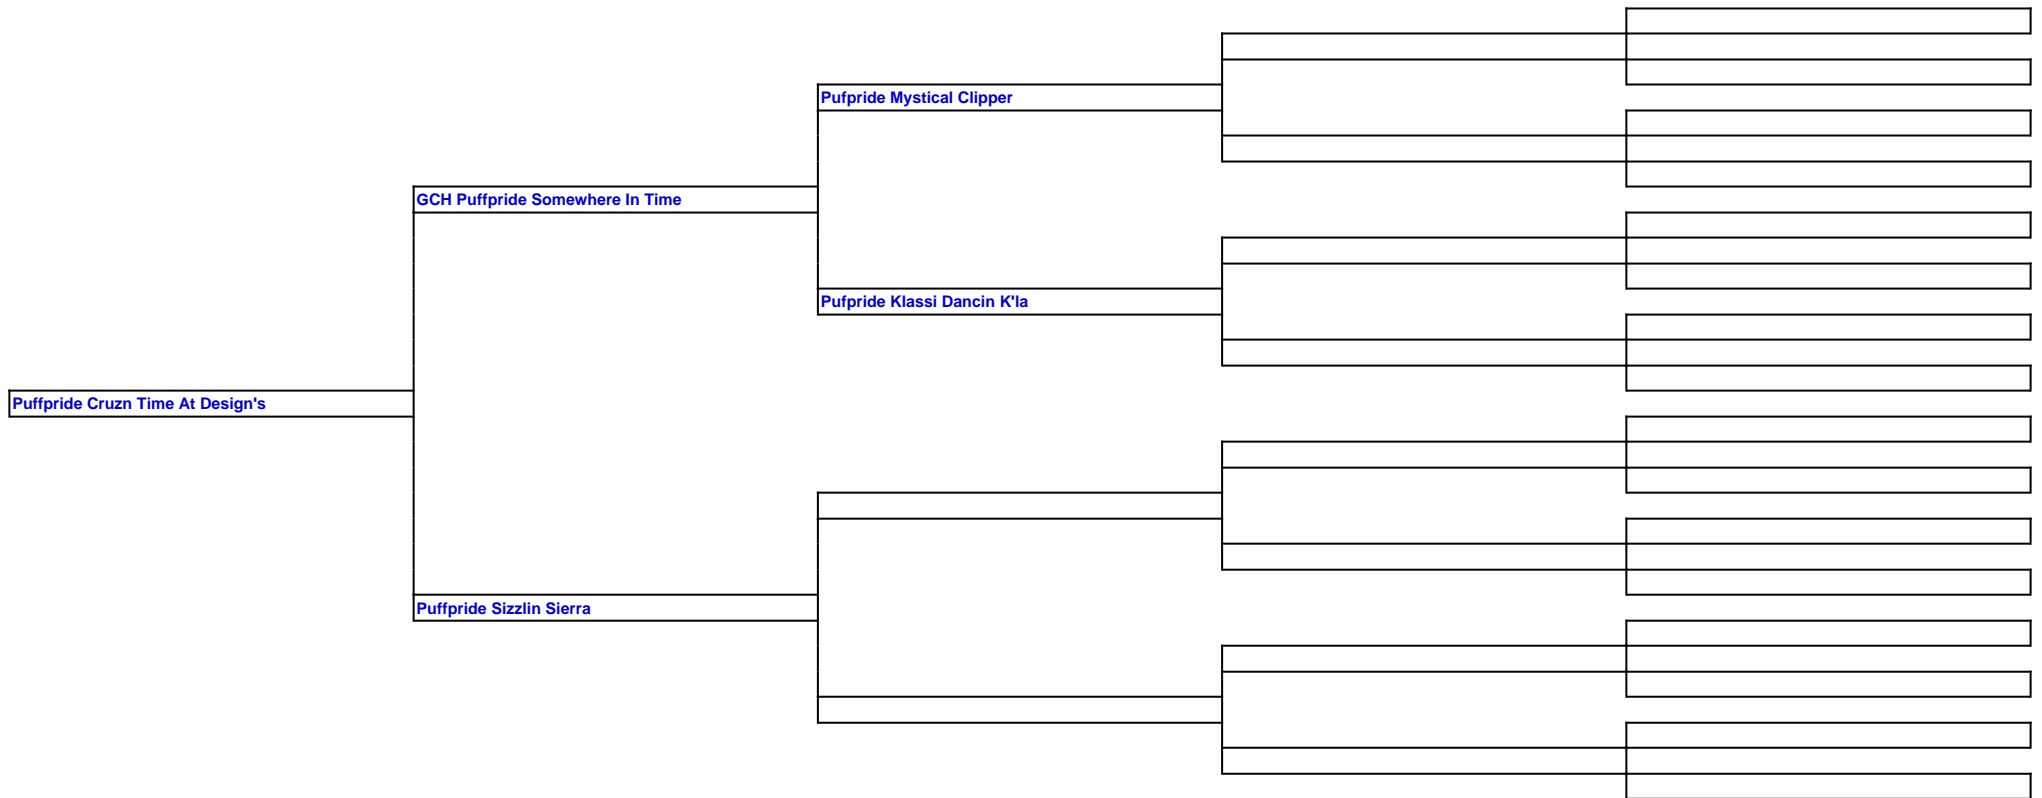 Pufpride Mystical Clipper
GCH Puffpride Somewhere In Time
Pufpride Klassi Dancin K'la
Puffpride Cruzn Time At Design's
Puffpride Sizzlin Sierra